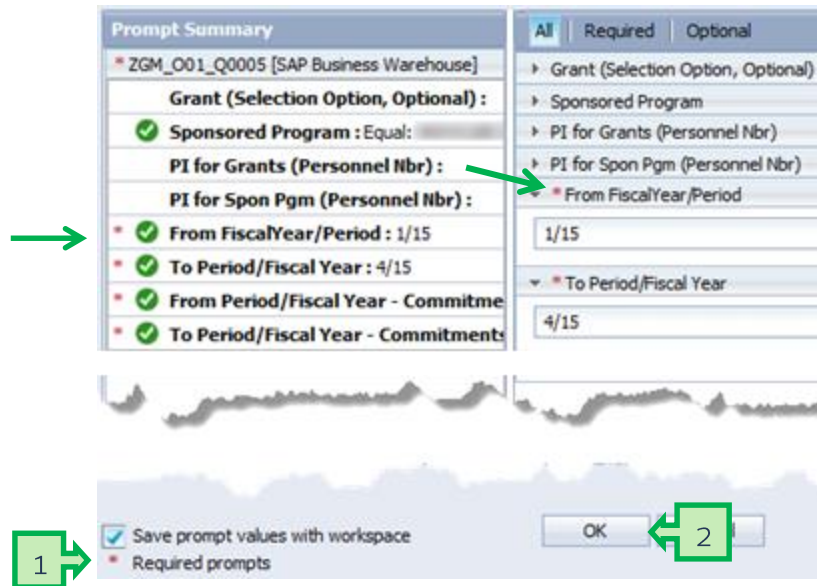 Prompt Summary
* ZGM_O01_Q0005 [SAP Business Warehouse]
Grant (Selection Option, Optional) :
Sponsored Program : Equal:
PI for Grants (Personnel Nbr) :
PI for Spon Pgm (Personnel Nbr) :
* From FiscalYear/Period : 1/15
* To Period/Fiscal Year : 4/15
* From Period/Fiscal Year - Commitme
* To Period/Fiscal Year - Commitments
All Required Optional
Grant (Selection Option, Optional)
Sponsored Program
PI for Grants (Personnel Nbr)
PI for Spon Pgm (Personnel Nbr)
* From FiscalYear/Period
1/15
* To Period/Fiscal Year
4/15
Save prompt values with workspace
* Required prompts
1
OK
2